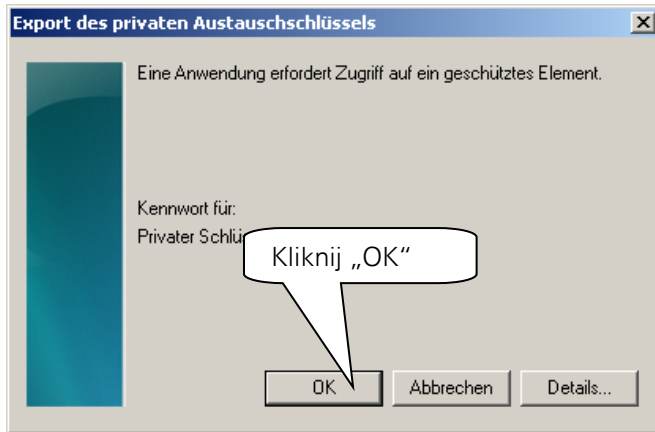 Export des privaten Austauschschlüssels
Eine Anwendung erfordert Zugriff auf ein geschütztes Element.
Kennwort für:
Privater
Kliknij „OK“
OK Abbrechen Details...